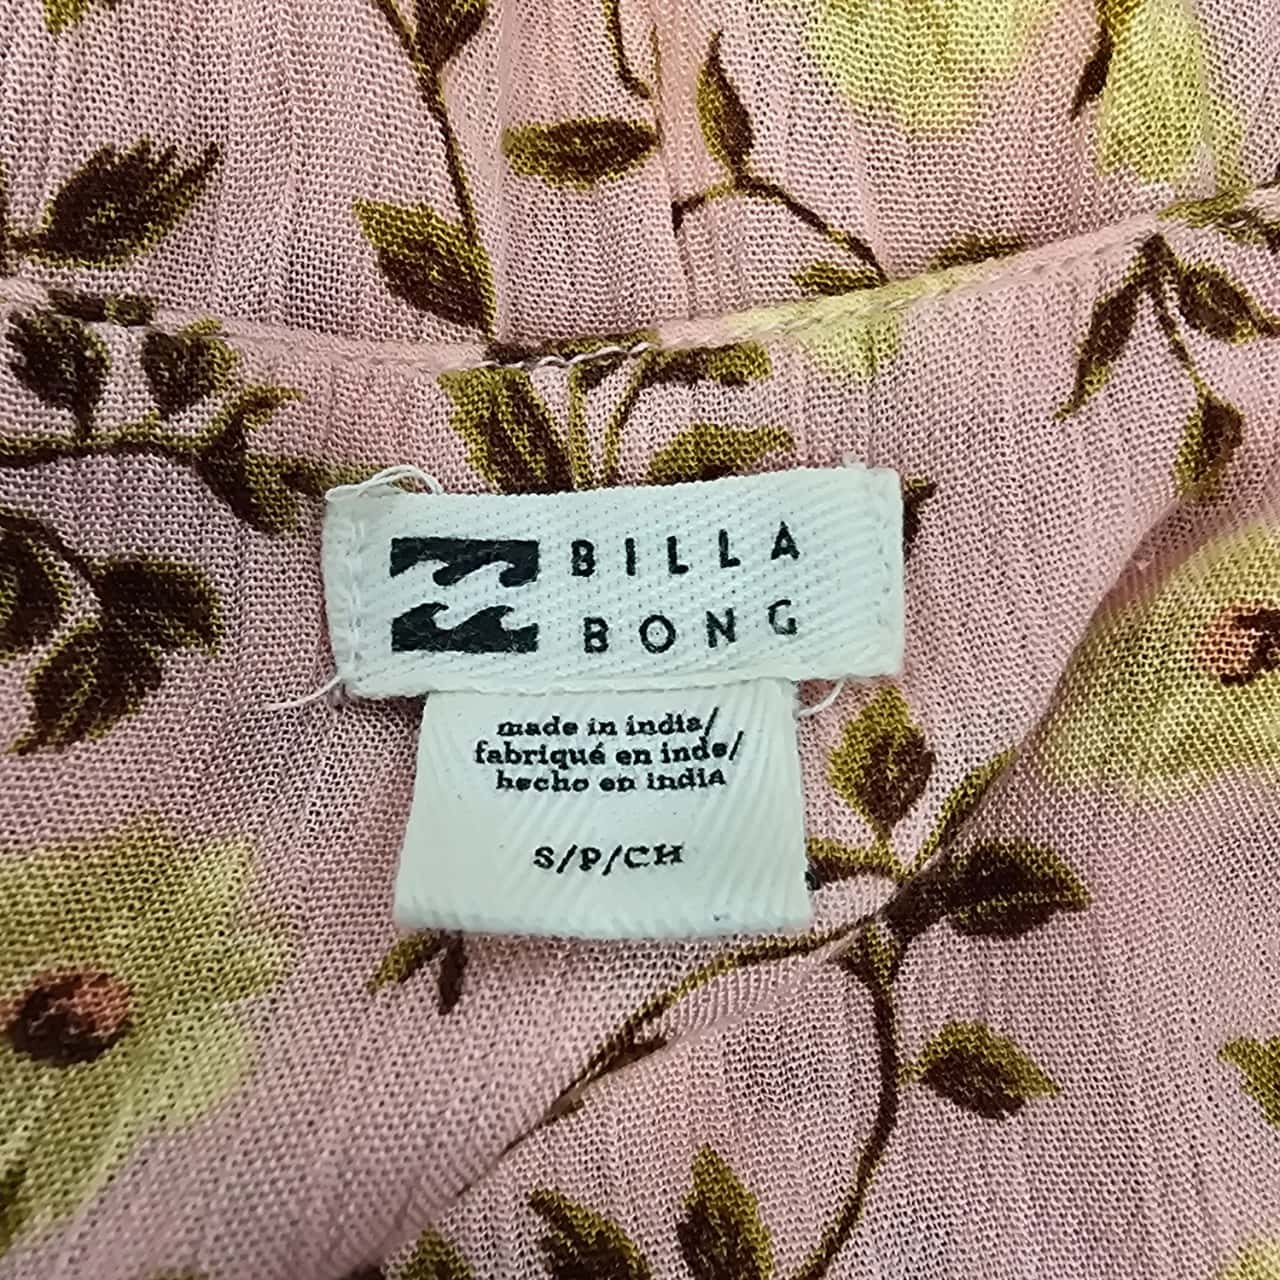 BILLA
BONG
made in india/
fabriqué en inde/
hecho en india
S/P/CH